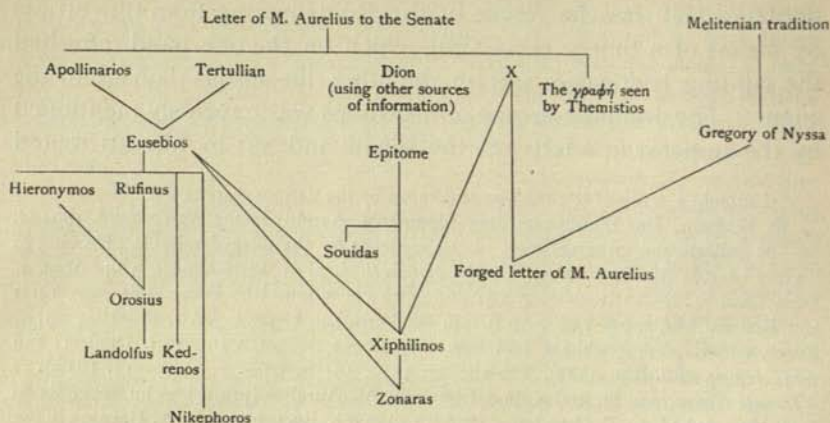 Letter of M. Aurelius to the Senate
Melitenian tradition
Apollinarios
Tertullian
Dion
(using other sources
of information)
X
The γραφή seen
by Themistios
Eusebios
Epitome
Gregory of Nyssa
Hieronymos
Rufinus
Souidas
Forged letter of M. Aurelius
Orosius
Landolfus
Ked-
renos
Xiphilinos
Nikephoros
Zonaras